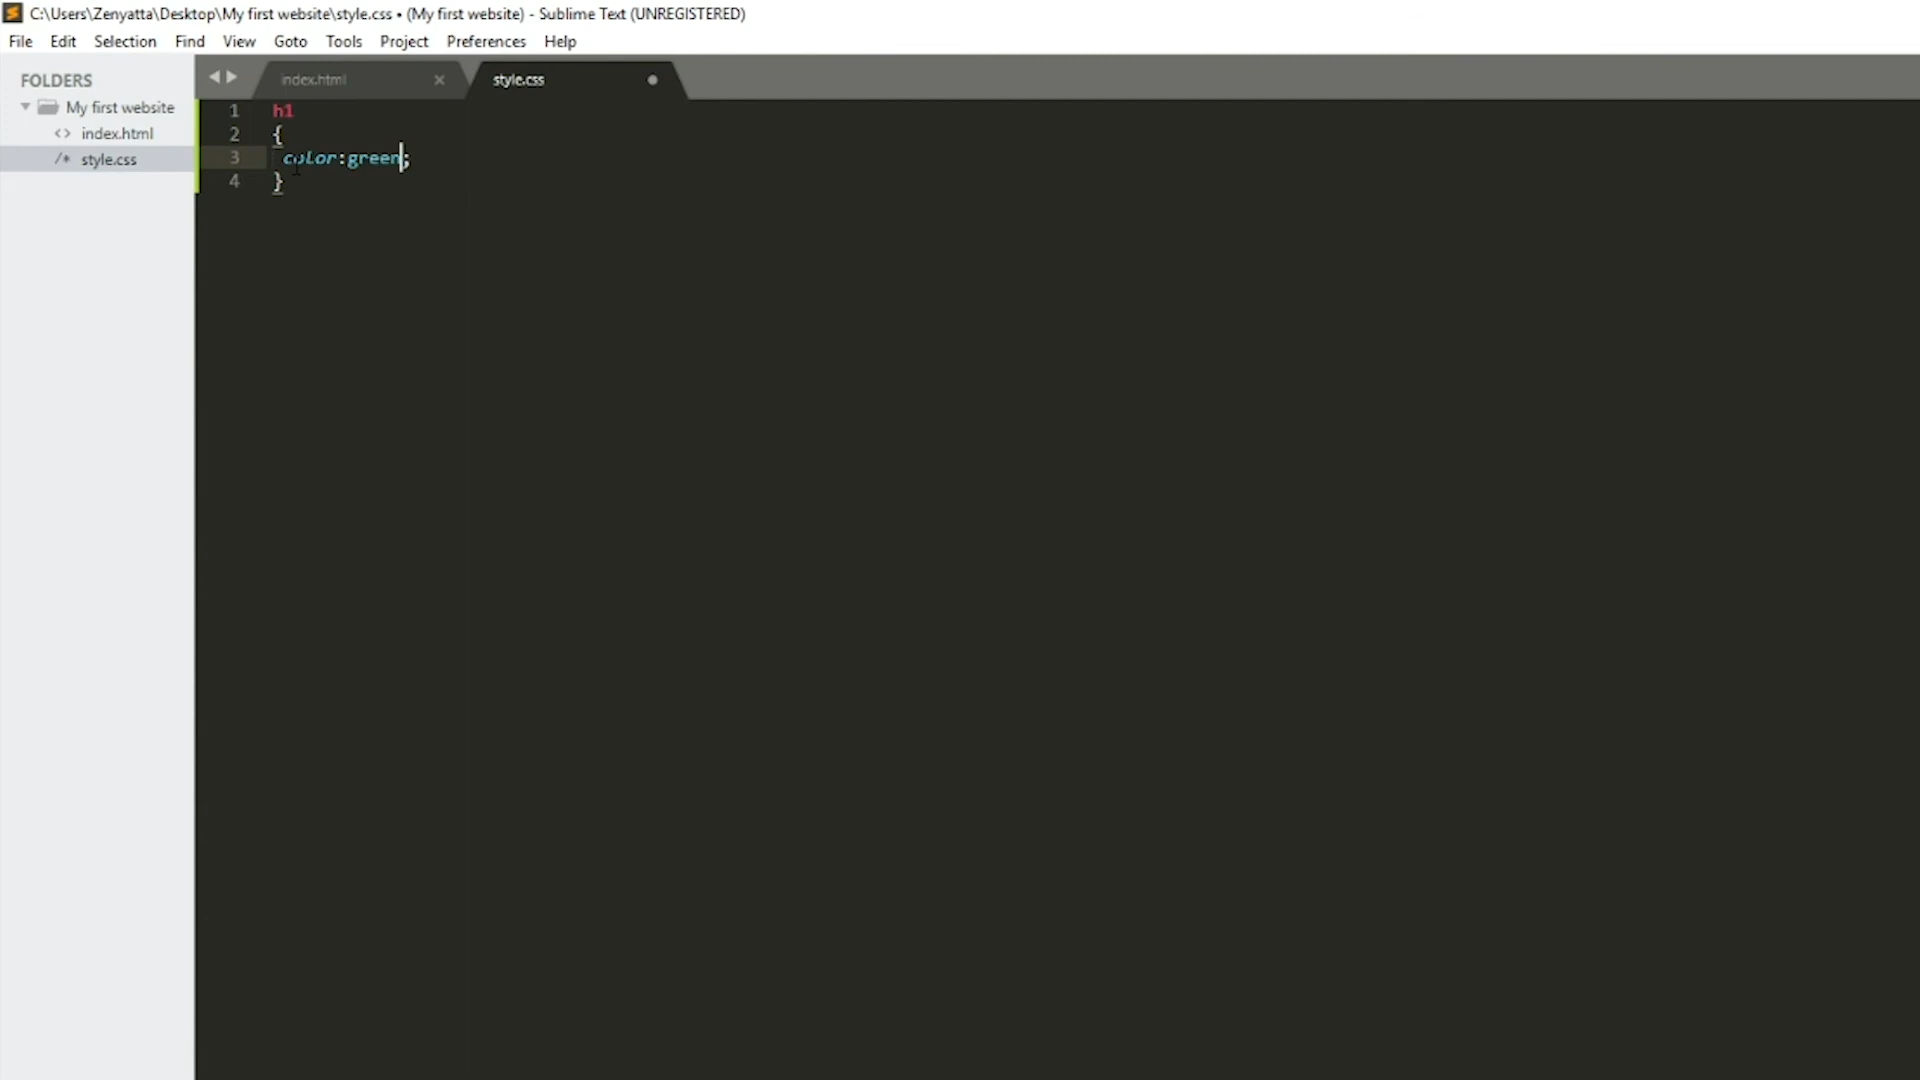 C:\Users\Zenyatta\Desktop\My first website\style.css • (My first website) - Sublime Text (UNREGISTERED)
File Edit Selection Find View Goto Tools Project Preferences Help
FOLDERS
My first website
<> index.html
/* style.css
index.html × style.css
1 h1
2 {
3 color:green;
4 }